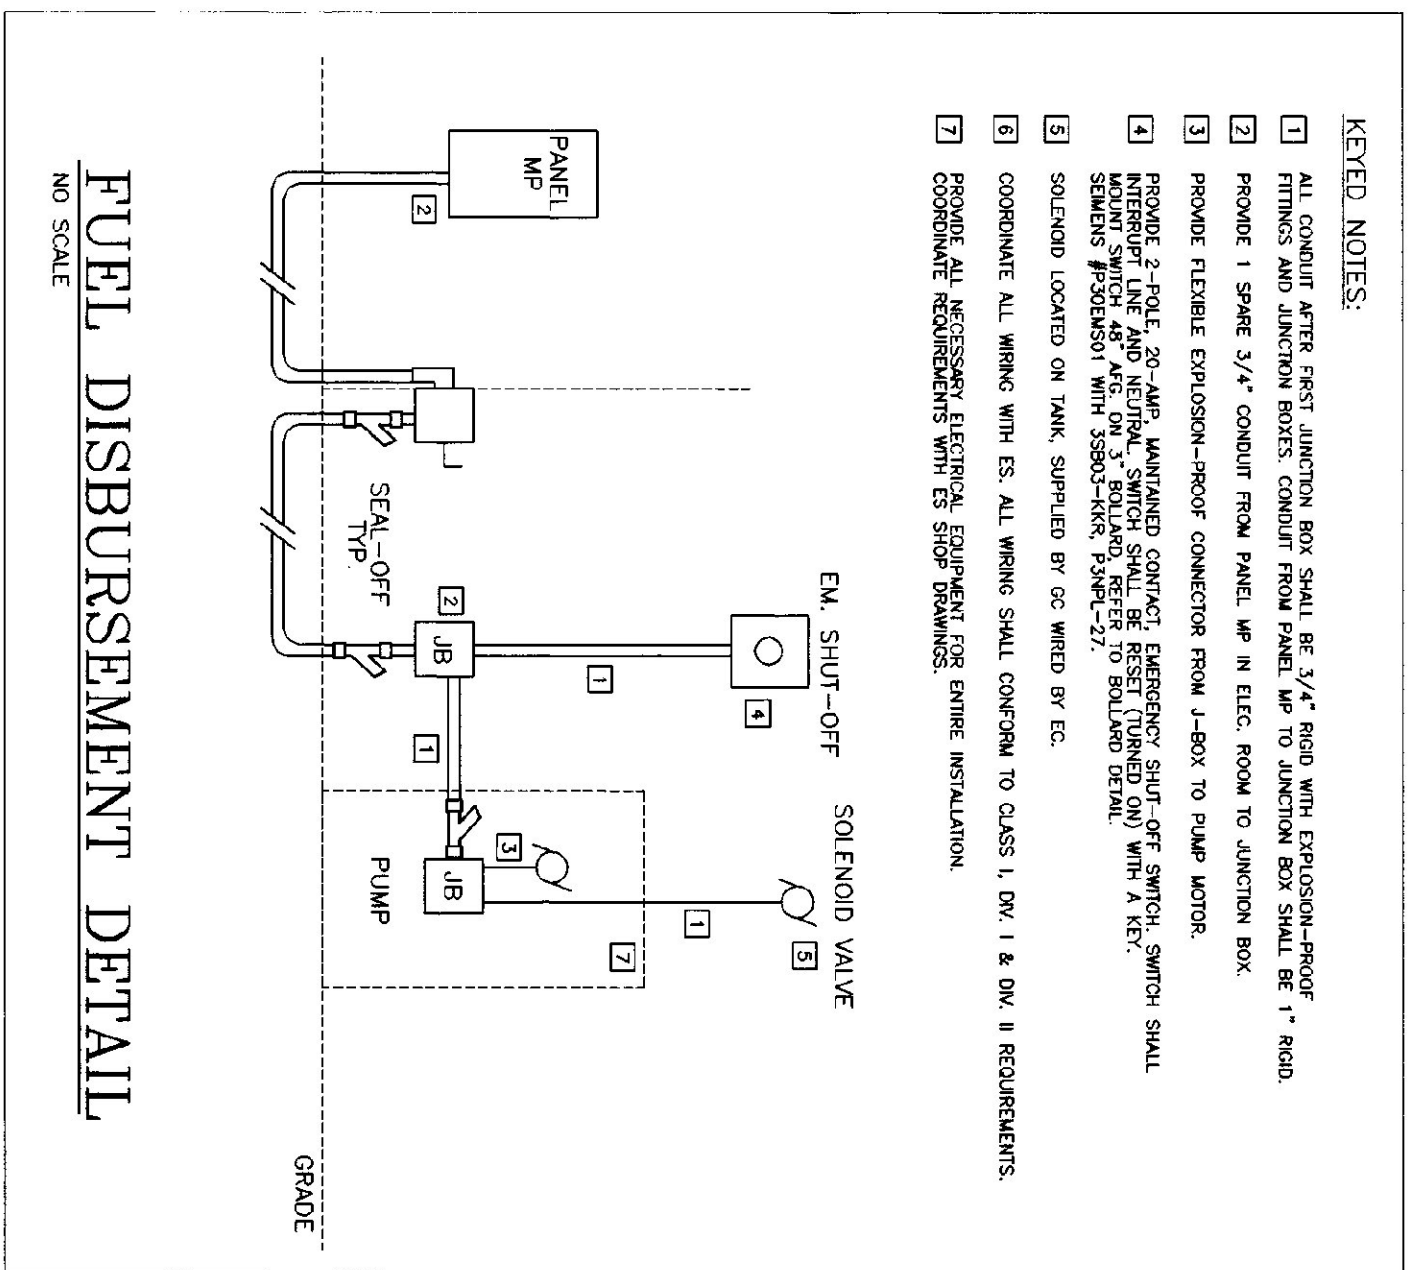 KEYED NOTES:
1 ALL CONDUIT AFTER FIRST JUNCTION BOX SHALL BE 3/4" RIGID WITH EXPLOSION-PROOF
FITTINGS AND JUNCTION BOXES. CONDUIT FROM PANEL MP TO JUNCTION BOX SHALL BE 1" RIGID.
2 PROVIDE 1 SPARE 3/4" CONDUIT FROM PANEL MP IN ELEC. ROOM TO JUNCTION BOX.
3 PROVIDE FLEXIBLE EXPLOSION-PROOF CONNECTOR FROM J-BOX TO PUMP MOTOR.
4 PROVIDE 2-POLE, 20-AMP, MAINTAINED CONTACT, EMERGENCY SHUT-OFF SWITCH. SWITCH SHALL
INTERRUPT LINE AND NEUTRAL. SWITCH SHALL BE RESET (TURNED ON) WITH A KEY.
MOUNT SWITCH 48" AFG. ON 3" BOLLARD, REFER TO BOLLARD DETAIL.
SEIMENS #P30EMS01 WITH 3SB03-KKR, P3NPL-27.
5 SOLENOID LOCATED ON TANK, SUPPLIED BY GC WIRED BY EC.
6 COORDINATE ALL WIRING WITH ES. ALL WIRING SHALL CONFORM TO CLASS I, DIV. I & DIV. II REQUIREMENTS.
7 PROVIDE ALL NECESSARY ELECTRICAL EQUIPMENT FOR ENTIRE INSTALLATION.
COORDINATE REQUIREMENTS WITH ES SHOP DRAWINGS.
EM. SHUT-OFF
SOLENOID VALVE
4
5
1
1
7
PANEL
MP
2
3
2
JB
1
JB
SEAL-OFF
TYP.
PUMP
GRADE
FUEL DISBURSEMENT DETAIL
NO SCALE